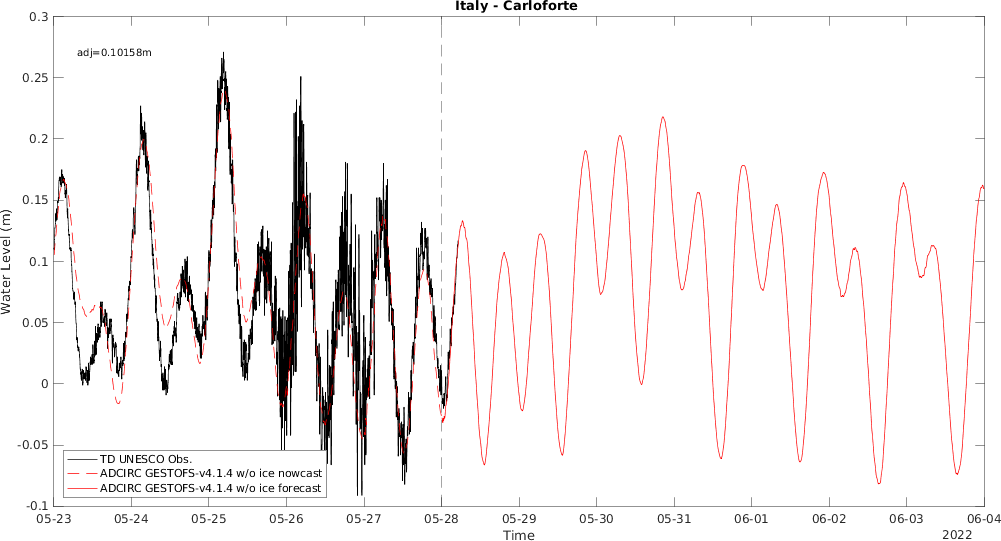 Italy - Carloforte
adj=0.10158m
0.3
0.25
0.2
0.15
0.1
0.05
0
-0.05
-0.1
Water Level (m)
TD UNESCO Obs.
ADCIRC GESTOFS-v4.1.4 w/o ice nowcast
ADCIRC GESTOFS-v4.1.4 w/o ice forecast
05-23 05-24 05-25 05-26 05-27 05-28 05-29 05-30 05-31 06-01 06-02 06-03 06-04
Time
2022